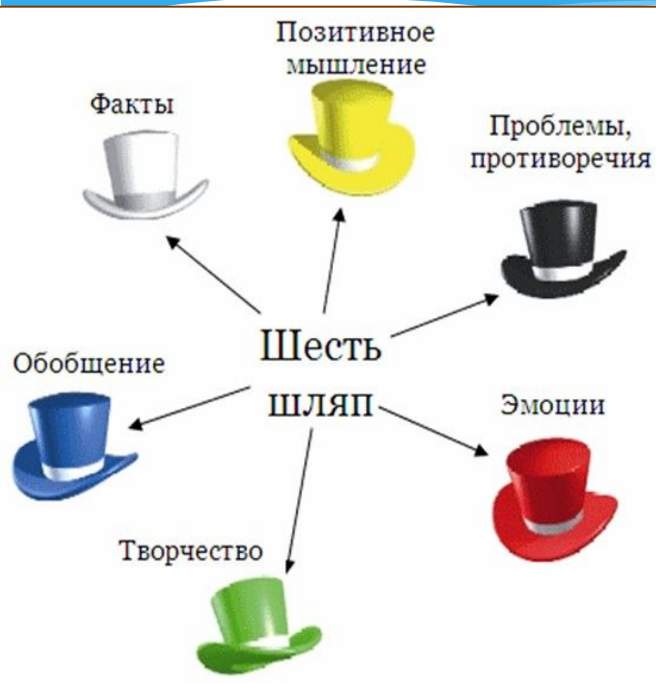 Позитивное
мышление
Факты
Проблемы,
противоречия
Шесть
шляп
Обобщение
Эмоции
Творчество